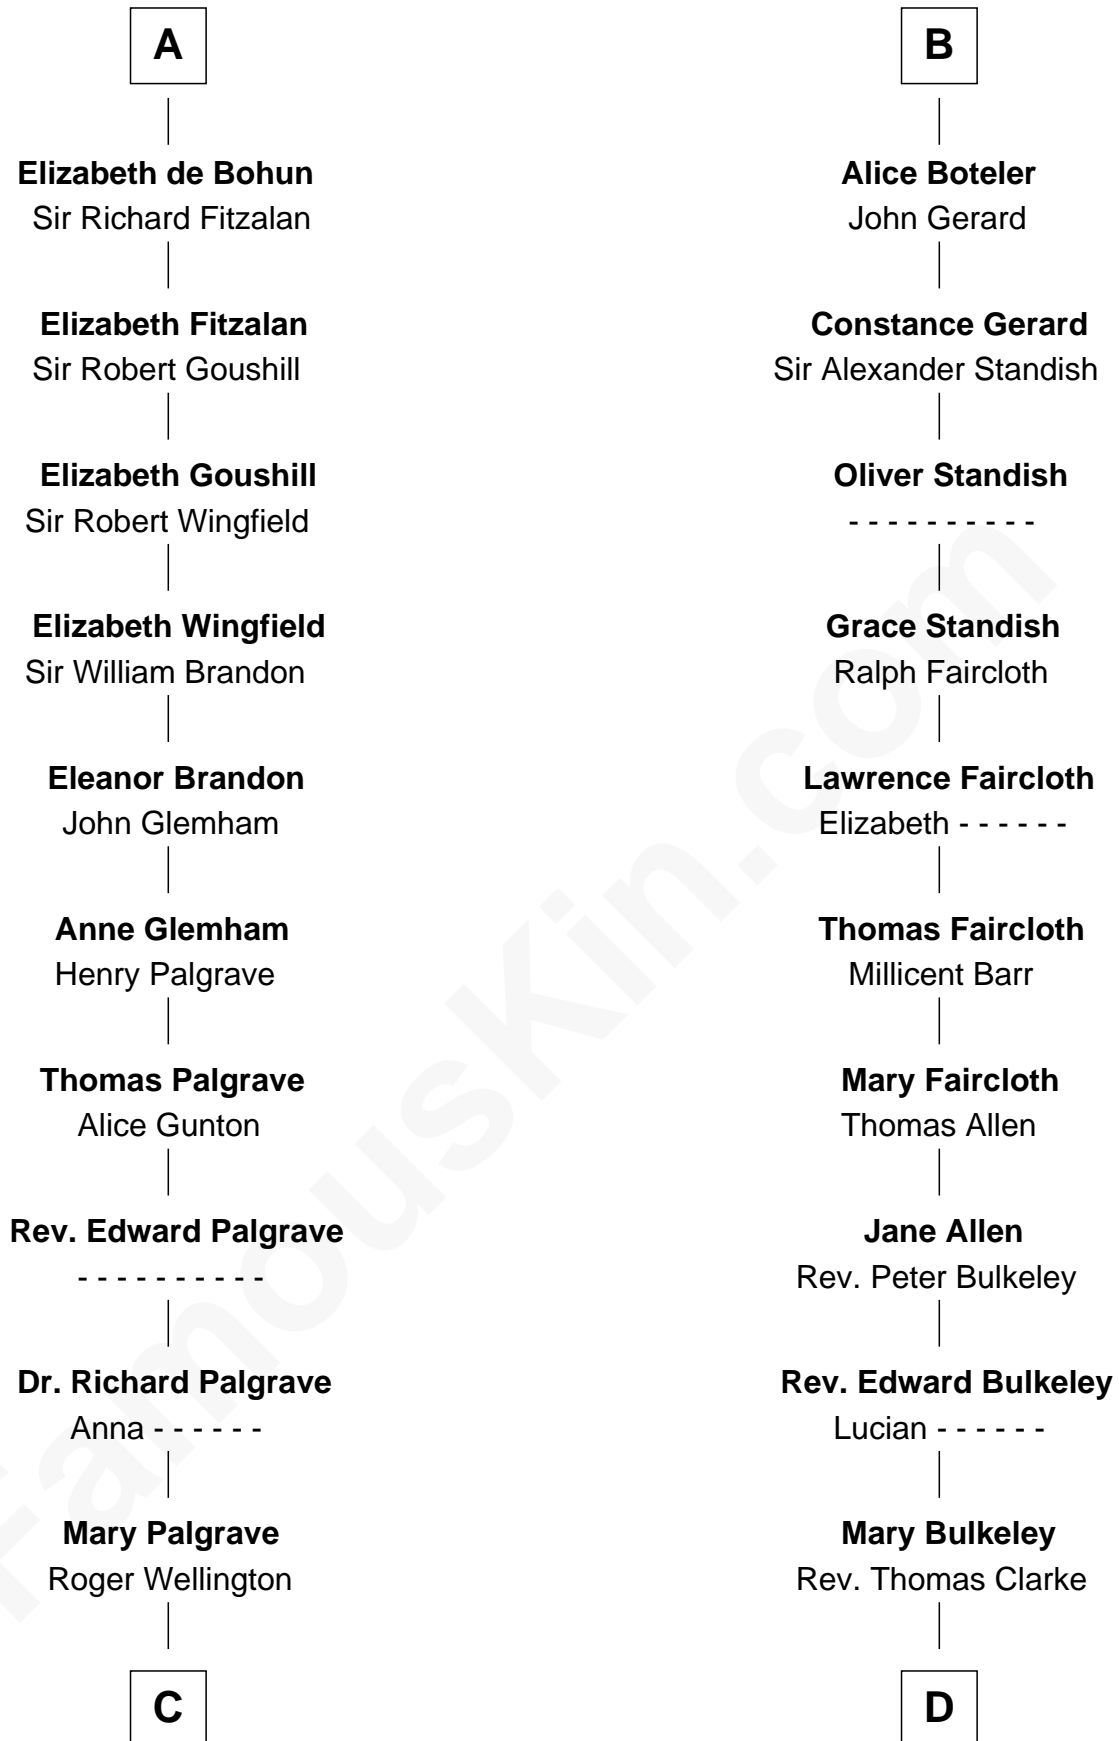 A
Elizabeth de Bohun
Sir Richard Fitzalan
Elizabeth Fitzalan
Sir Robert Goushill
Elizabeth Goushill
Sir Robert Wingfield
Elizabeth Wingfield
Sir William Brandon
Eleanor Brandon
John Glemham
Anne Glemham
Henry Palgrave
Thomas Palgrave
Alice Gunton
Rev. Edward Palgrave
- - - - - - - - - -
Dr. Richard Palgrave
Anna - - - - - -
Mary Palgrave
Roger Wellington
C
B
Alice Boteler
John Gerard
Constance Gerard
Sir Alexander Standish
Oliver Standish
- - - - - - - - - -
Grace Standish
Ralph Faircloth
Lawrence Faircloth
Elizabeth - - - - - -
Thomas Faircloth
Millicent Barr
Mary Faircloth
Thomas Allen
Jane Allen
Rev. Peter Bulkeley
Rev. Edward Bulkeley
Lucian - - - - - -
Mary Bulkeley
Rev. Thomas Clarke
D
FamousKin.com